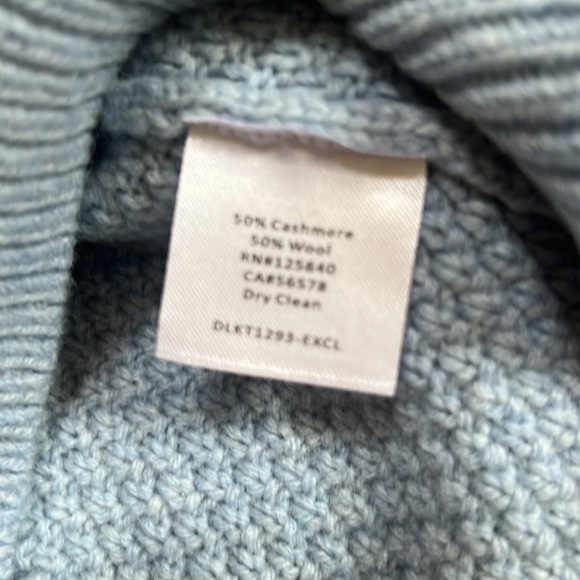 50% Cashmere
50% Wool
RN#125840
CA#56578
Dry Clean
DLKT1293-EXCL